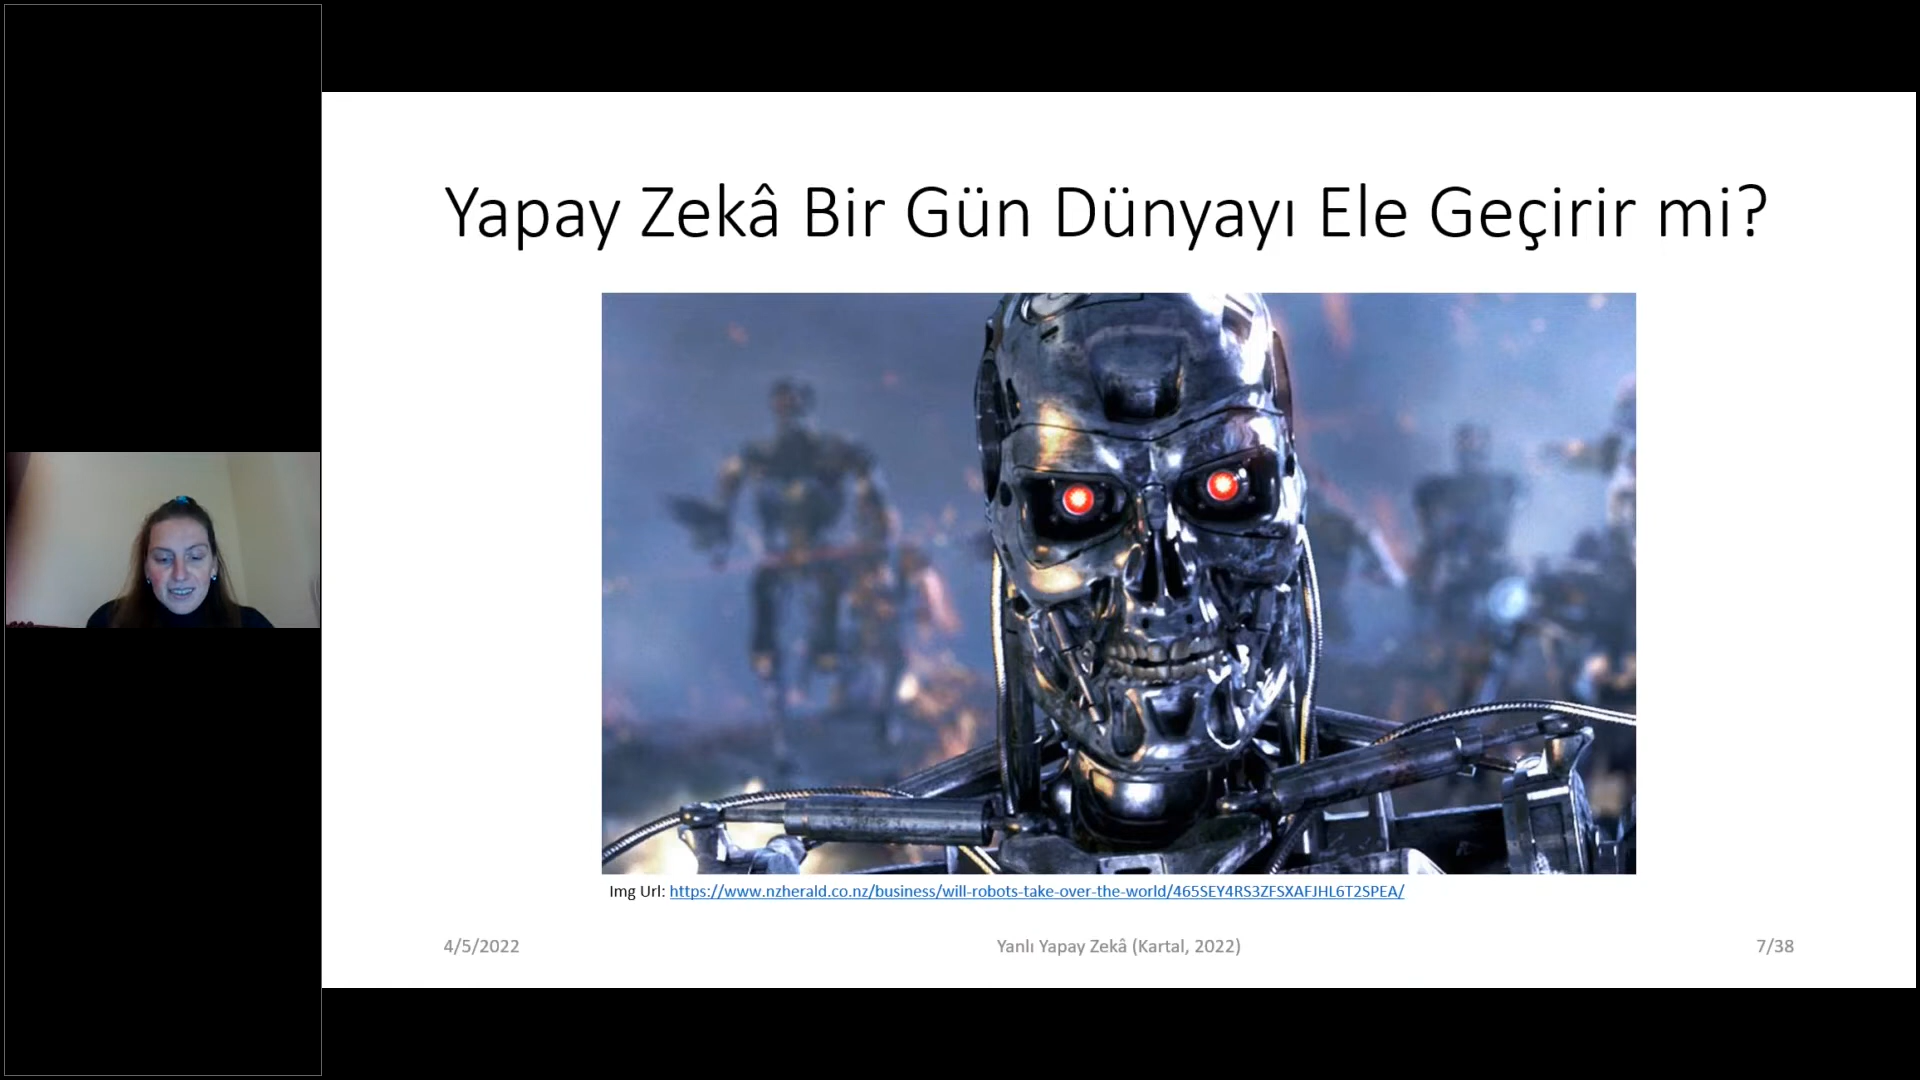 Yapay Zekâ Bir Gün Dünyayı Ele Geçirir mi?
Img Url: https://www.nzherald.co.nz/business/will-robots-take-over-the-world/465SEY4RS3ZFSXAFJHL6T2SPEA/
4/5/2022
Yanlı Yapay Zekâ (Kartal, 2022)
7/38